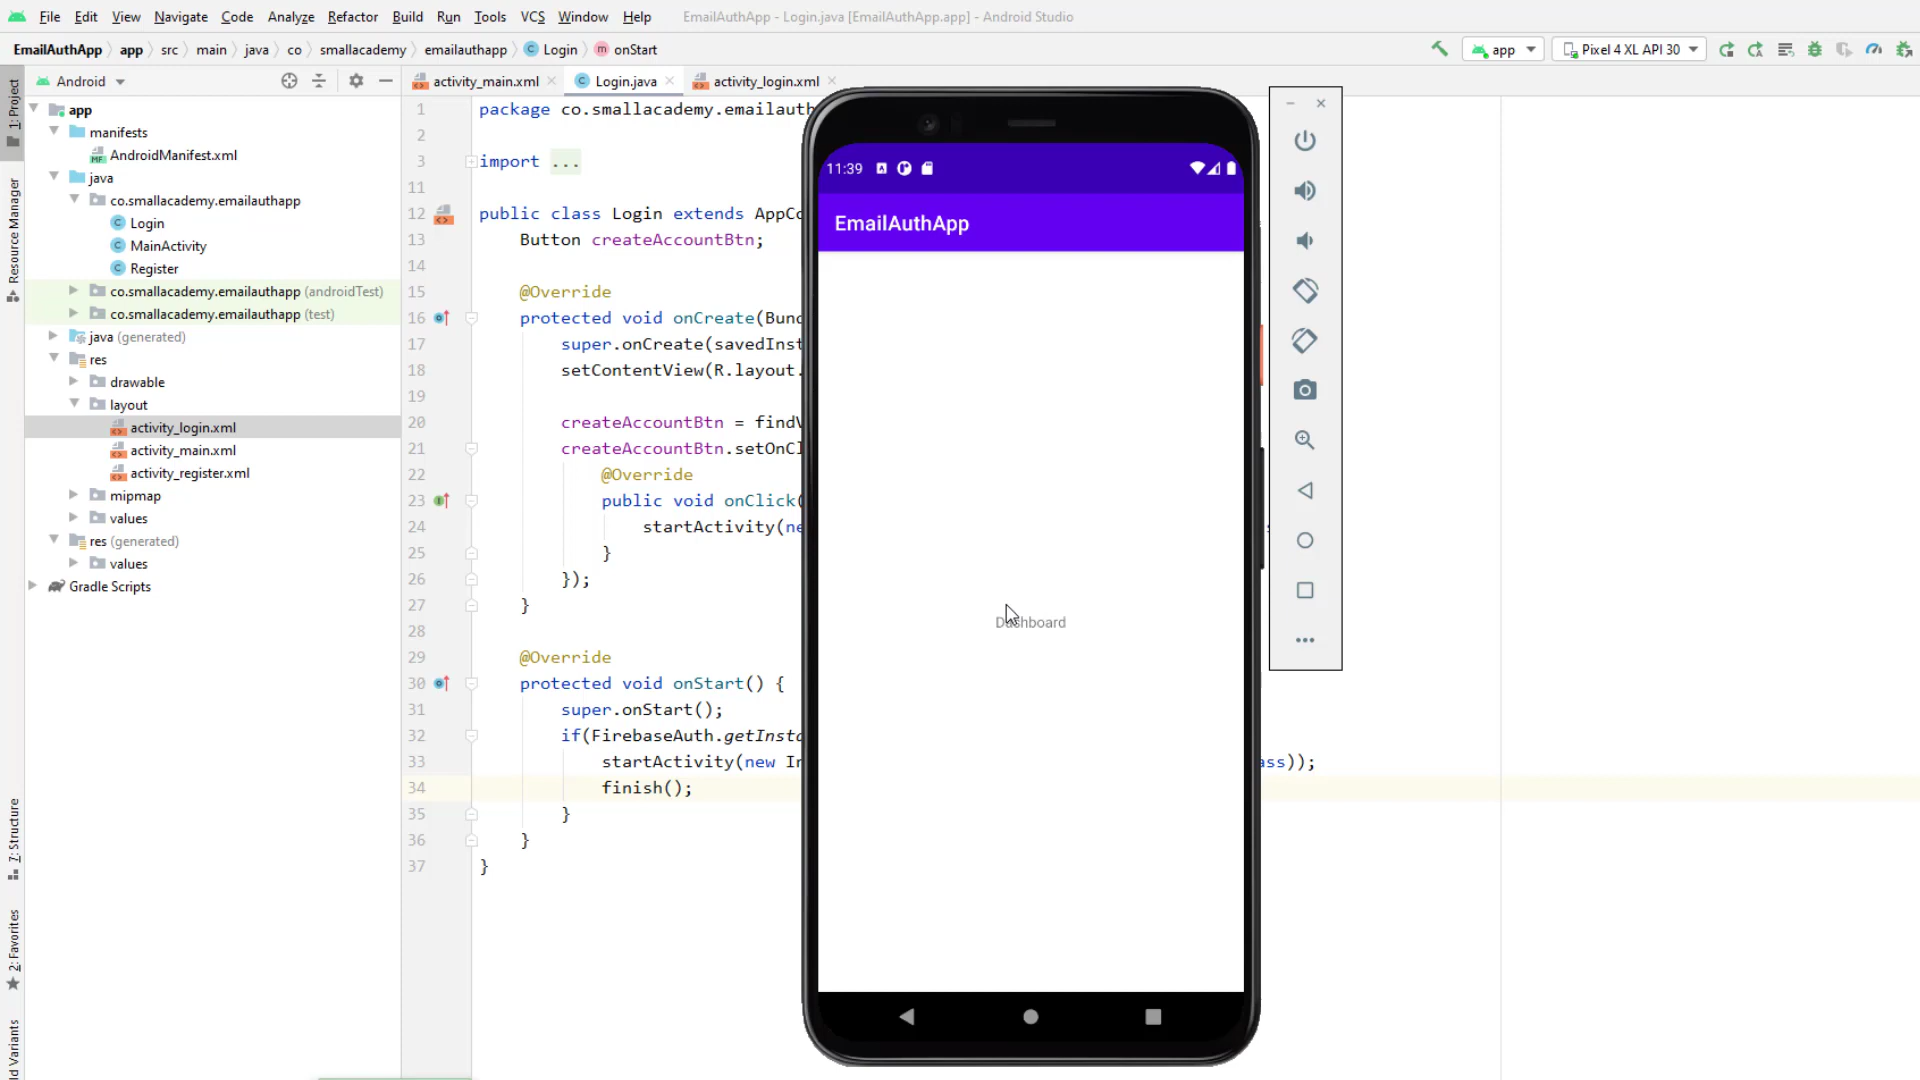 File Edit View Navigate Code Analyze Refactor Build Run Tools VCS Window Help EmailAuthApp - Login.java [EmailAuthApp.app] - Android Studio
EmailAuthApp app src main java co smallacademy emailauthapp Login onStart
app Pixel 4 XL API 30
Android
activity_main.xml Login.java activity_login.xml
1: Project
Resource Manager
7: Structure
2: Favorites
ld Variants
app
manifests
AndroidManifest.xml
java
co.smallacademy.emailauthapp
Login
MainActivity
Register
co.smallacademy.emailauthapp (androidTest)
co.smallacademy.emailauthapp (test)
java (generated)
res
drawable
layout
activity_login.xml
activity_main.xml
activity_register.xml
mipmap
values
res (generated)
values
Gradle Scripts
1 package co.smallacademy.emailauth
2
3 import ...
11
12 public class Login extends AppCo
13 Button createAccountBtn;
14
15 @Override
16 protected void onCreate(Bund
17 super.onCreate(savedInst
18 setContentView(R.layout.
19
20 createAccountBtn = findV
21 createAccountBtn.setOnCl
22 @Override
23 public void onClick(
24 startActivity(ne
25 }
26 });
27 }
28
29 @Override
30 protected void onStart() {
31 super.onStart();
32 if(FirebaseAuth.getInsta
33 startActivity(new In ass));
34 finish();
35 }
36 }
37 }
11:39
EmailAuthApp
Dashboard